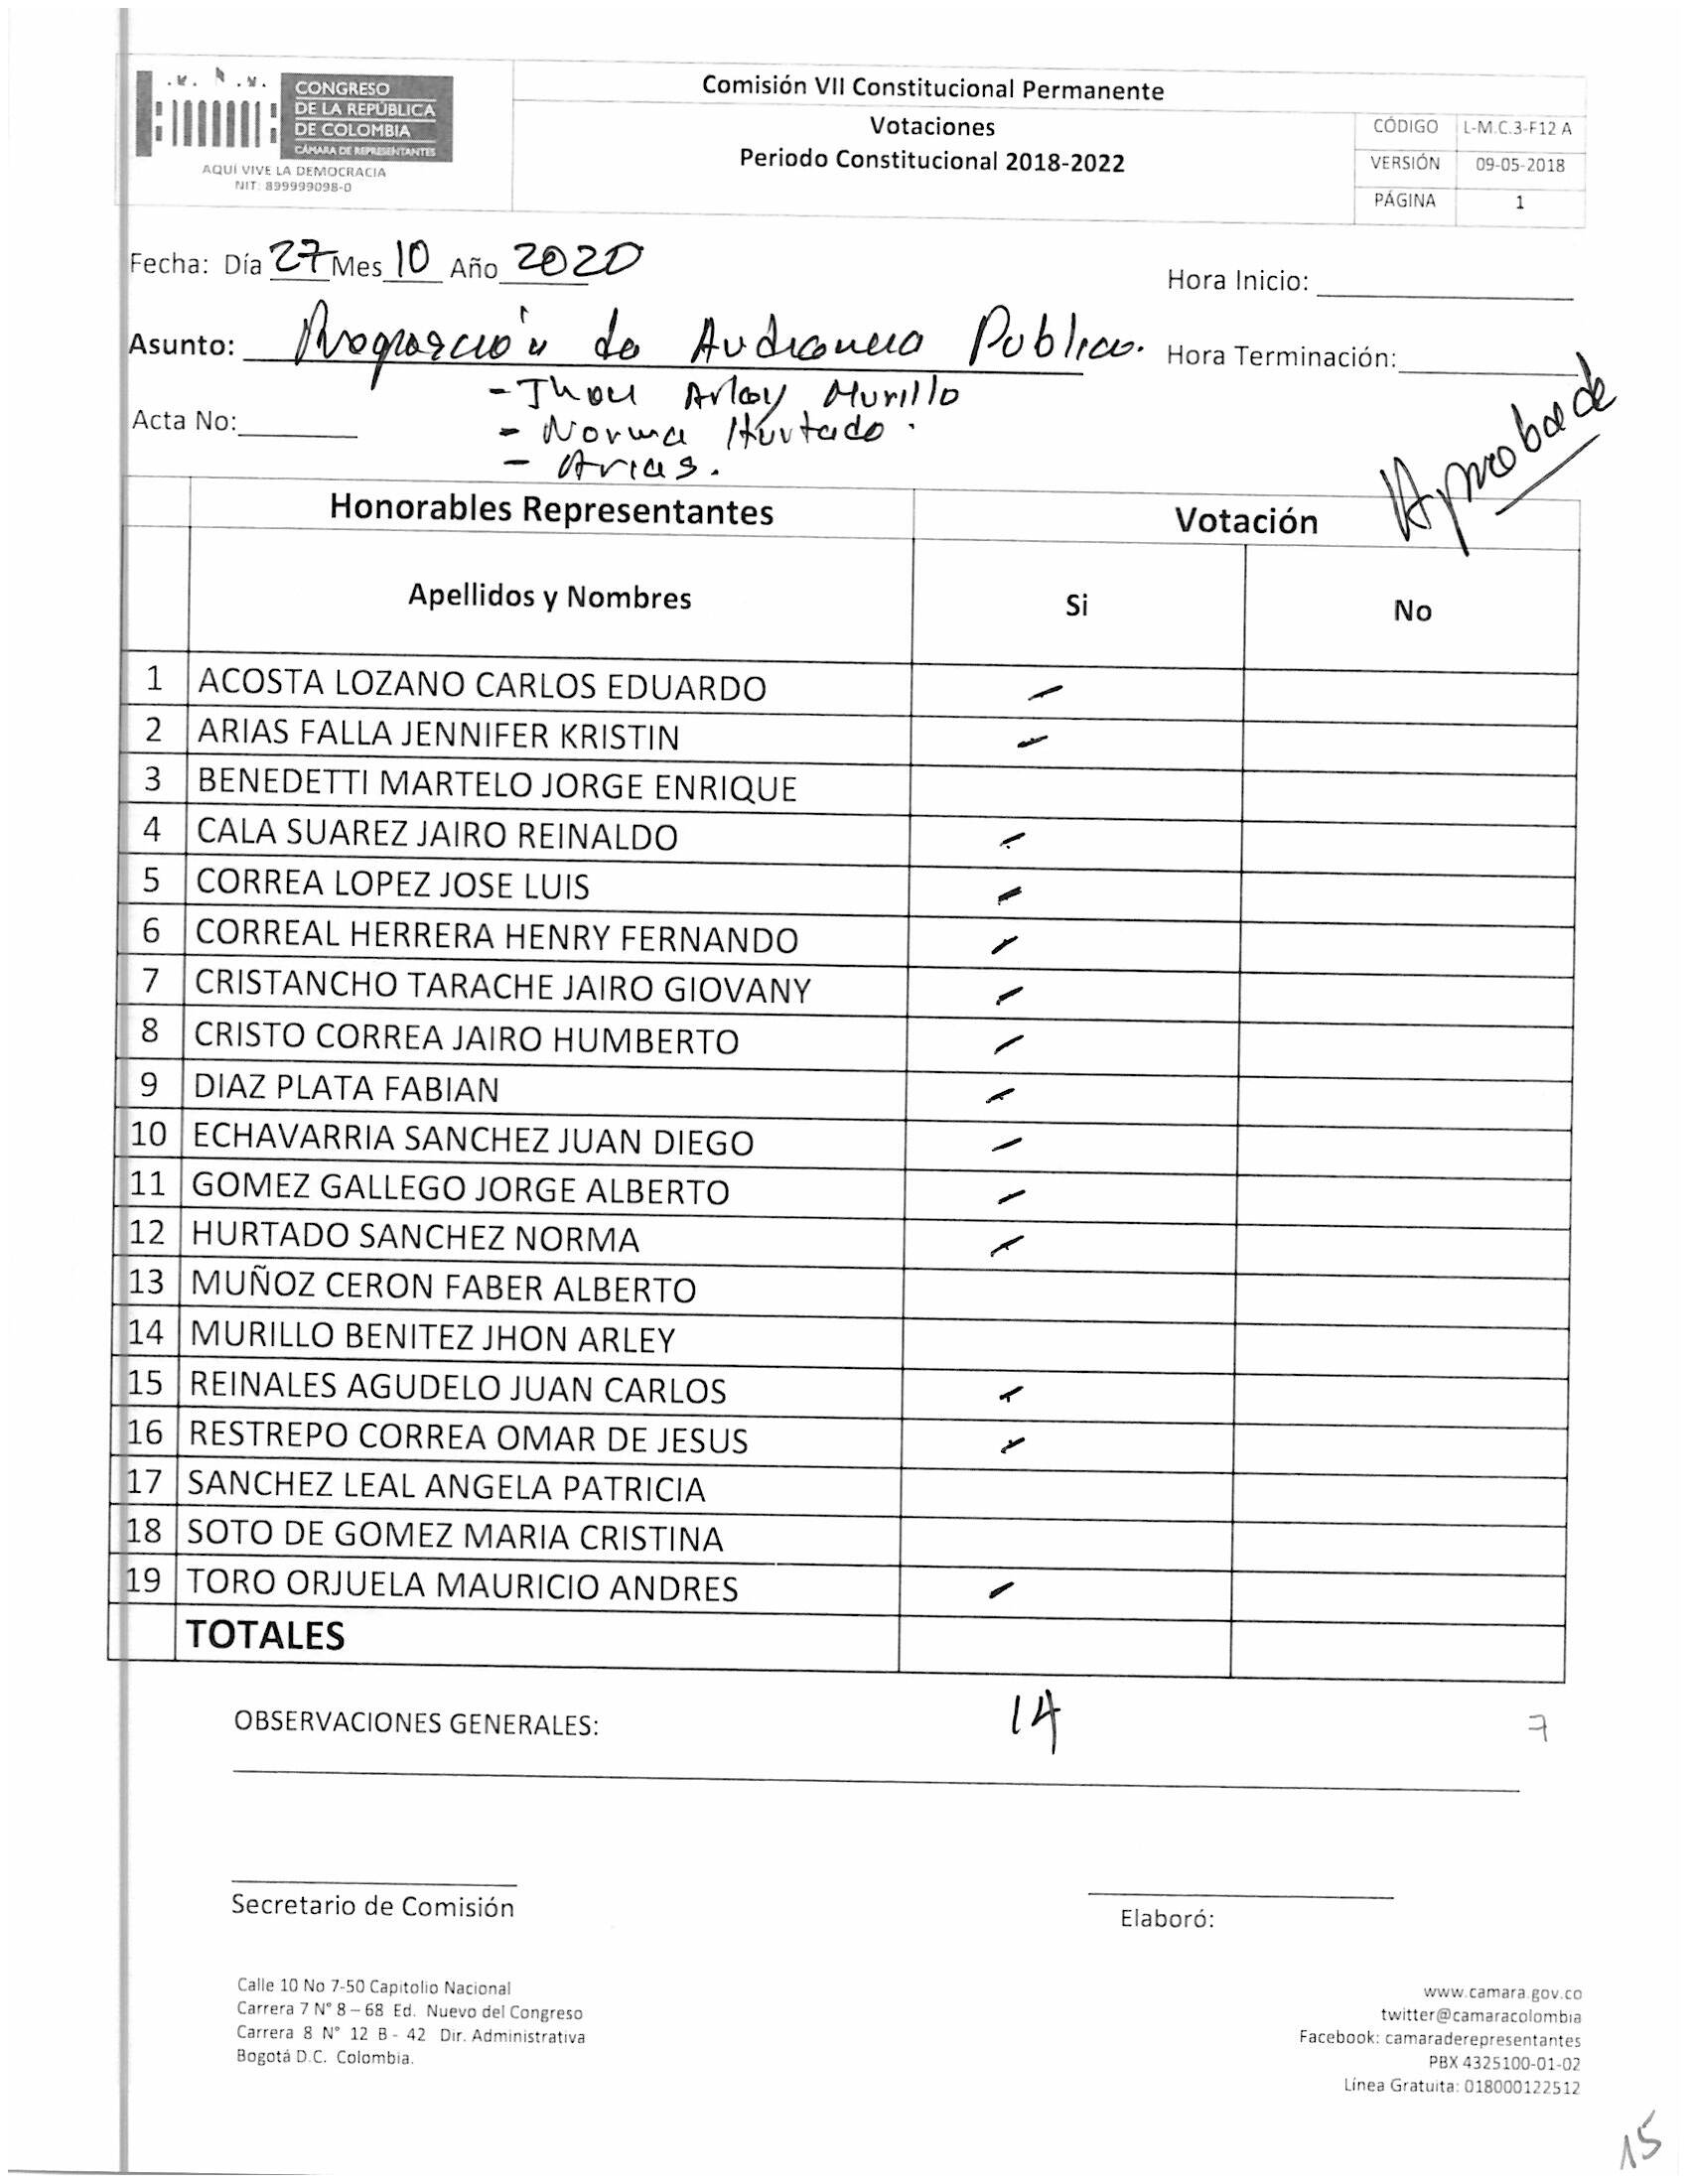 CONGRESO
DE LA REPÚBLICA
DE COLOMBIA
CÁMARA DE REPRESENTANTES
AQUÍ VIVE LA DEMOCRACIA
NIT: 899999098-0
Comisión VII Constitucional Permanente
Votaciones
Periodo Constitucional 2018-2022
CÓDIGO L-M.C.3-F12 A
VERSIÓN 09-05-2018
PÁGINA 1
Fecha: Día 27 Mes 10 Año 2020
Hora Inicio:
Asunto: de Audiencia Publica.
Hora Terminación:
- Jhon Arley Murillo
Acta No:
- Norma Hurtado.
- Arias.
Aprobado
Honorables Representantes Votación
Apellidos y Nombres Si No
1 ACOSTA LOZANO CARLOS EDUARDO
2 ARIAS FALLA JENNIFER KRISTIN
3 BENEDETTI MARTELO JORGE ENRIQUE
4 CALA SUAREZ JAIRO REINALDO
5 CORREA LOPEZ JOSE LUIS
6 CORREAL HERRERA HENRY FERNANDO
7 CRISTANCHO TARACHE JAIRO GIOVANY
8 CRISTO CORREA JAIRO HUMBERTO
9 DIAZ PLATA FABIAN
10 ECHAVARRIA SANCHEZ JUAN DIEGO
11 GOMEZ GALLEGO JORGE ALBERTO
12 HURTADO SANCHEZ NORMA
13 MUÑOZ CERON FABER ALBERTO
14 MURILLO BENITEZ JHON ARLEY
15 REINALES AGUDELO JUAN CARLOS
16 RESTREPO CORREA OMAR DE JESUS
17 SANCHEZ LEAL ANGELA PATRICIA
18 SOTO DE GOMEZ MARIA CRISTINA
19 TORO ORJUELA MAURICIO ANDRES
TOTALES
OBSERVACIONES GENERALES: 14 7
Secretario de Comisión
Elaboró:
Calle 10 No 7-50 Capitolio Nacional
Carrera 7 N° 8 – 68 Ed. Nuevo del Congreso
Carrera 8 N° 12 B - 42 Dir. Administrativa
Bogotá D.C. Colombia.
www.camara.gov.co
twitter@camaracolombia
Facebook: camaraderepresentantes
PBX 4325100-01-02
Línea Gratuita: 018000122512
15